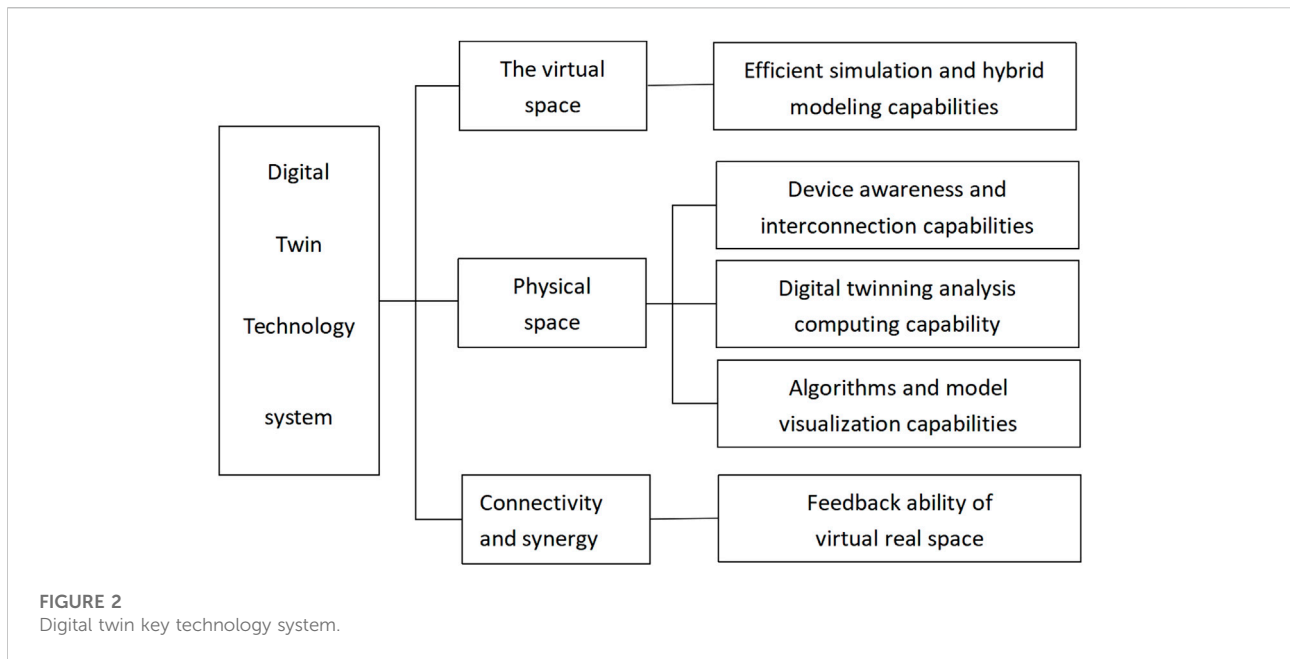 Digital
Twin
Technology
system
The virtual
space
Efficient simulation and hybrid
modeling capabilities
Physical
space
Device awareness and
interconnection capabilities
Digital twinning analysis
computing capability
Algorithms and model
visualization capabilities
Connectivity
and synergy
Feedback ability of
virtual real space
FIGURE 2
Digital twin key technology system.